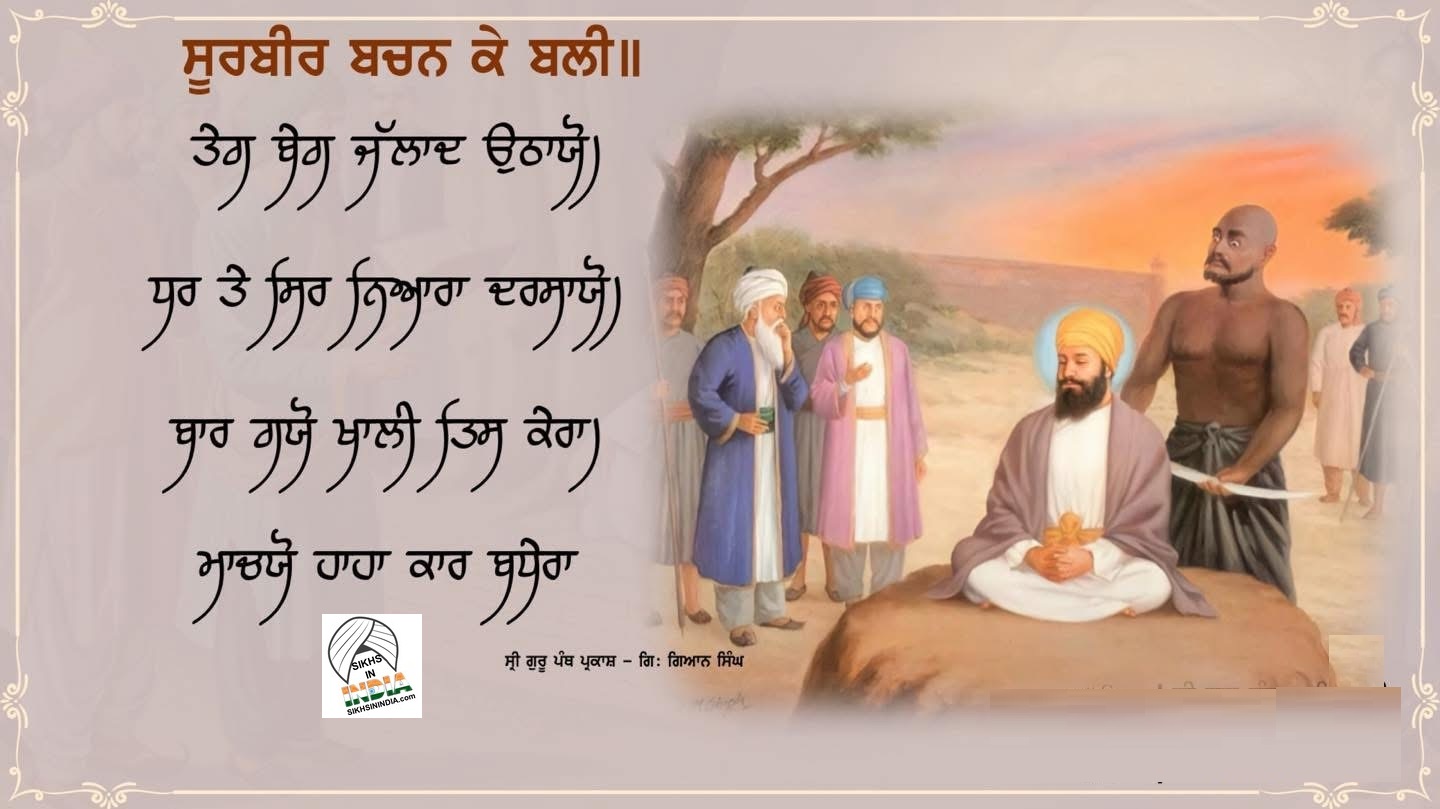 ਸੂਰਬੀਰ ਬਚਨ ਕੇ ਬਲੀ॥
ਤੇਗ ਬੇਗ ਜੱਲਾਦ ਉਠਾਯੋ।
ਧਰ ਤੇ ਸਿਰ ਨਿਆਰਾ ਦਰਸਾਯੋ।
ਬਾਰ ਗਯੋ ਖਾਲੀ ਤਿਸ ਕੇਰਾ।
ਮਾਚਯੋ ਹਾਹਾ ਕਾਰ ਬਧੇਰਾ
ਸ੍ਰੀ ਗੁਰੂ ਪੰਥ ਪ੍ਰਕਾਸ਼ – ਗਿ: ਗਿਆਨ ਸਿੰਘ
SIKHS
IN
INDIA
SIKHSININDIA.com